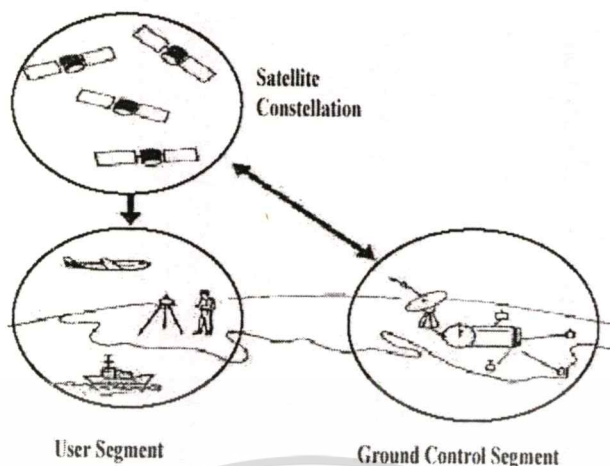 Satellite
Constellation
User Segment
Ground Control Segment